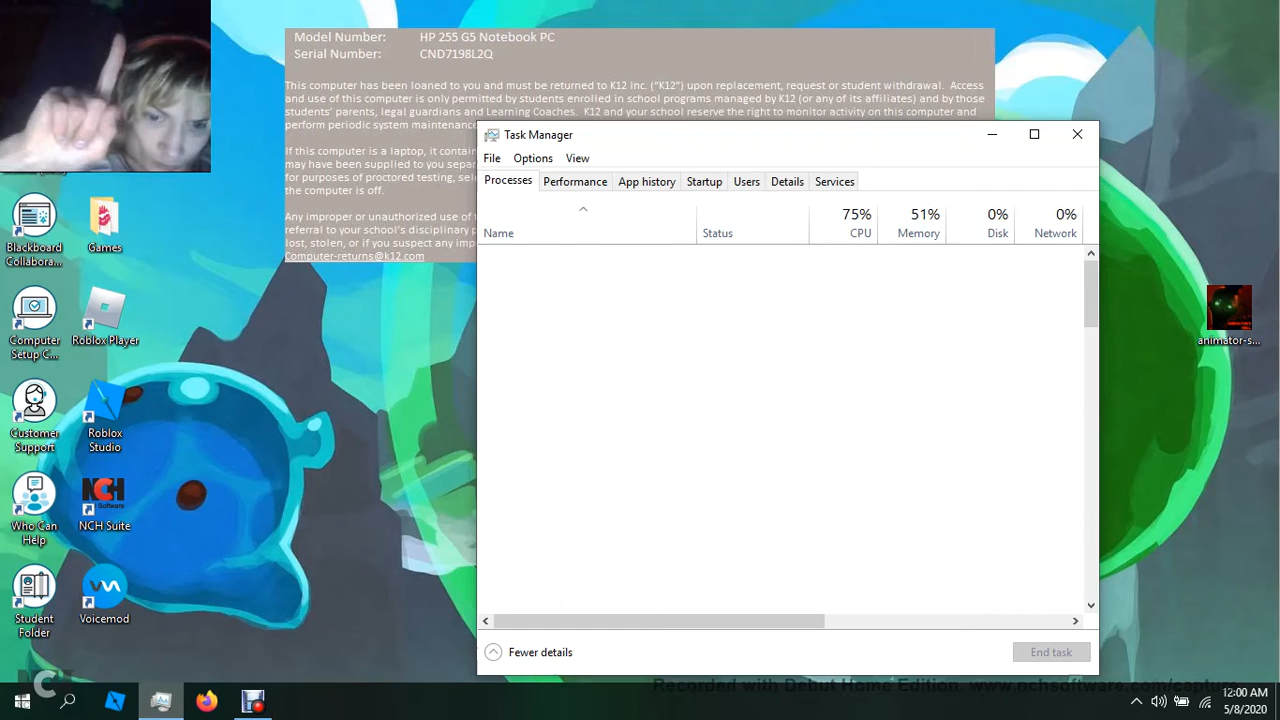 Model Number: HP 255 G5 Notebook PC
Serial Number: CND7198L2Q
This computer has been loaned to you and must be returned to K12 Inc. ("K12") upon replacement, request or student withdrawal. Access
and use of this computer is only permitted by students enrolled in school programs managed by K12 (or any of its affiliates) and by those
students' parents, legal guardians and Learning Coaches. K12 and your school reserve the right to monitor activity on this computer and
perform periodic system maintenance
If this computer is a laptop, it contain
may have been supplied to you separ
for purposes of proctored testing, sel
the computer is off.
Any improper or unauthorized use of t
referral to your school's disciplinary p
lost, stolen, or if you suspect any imp
Computer-returns@k12.com
Task Manager
File Options View
Processes Performance App history Startup Users Details Services
75% 51% 0% 0%
Name Status CPU Memory Disk Network
Fewer details
End task
Blackboard
Collabora...
Games
Computer
Setup C...
Roblox Player
Customer
Support
Roblox
Studio
Who Can
Help
NCH
Software
NCH Suite
Student
Folder
Voicemod
animator-s...
NCH
Recorded with Debut Home Edition www.nchsoftware.com/capture
12:00 AM
5/8/2020